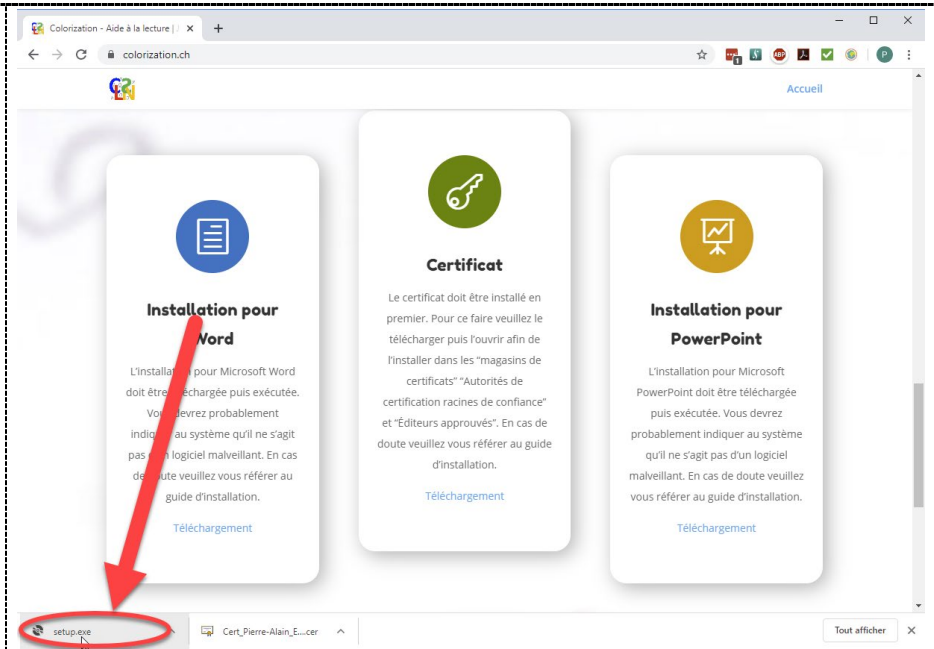 Colorization - Aide à la lecture | J
colorization.ch
1
ABP
P
Accueil
Installation pour
Word
L'installation pour Microsoft Word
doit être téléchargée puis exécutée.
Vous devrez probablement
indiquer au système qu'il ne s'agit
pas d'un logiciel malveillant. En cas
de doute veuillez vous référer au
guide d'installation.
Téléchargement
Certificat
Le certificat doit être installé en
premier. Pour ce faire veuillez le
télécharger puis l'ouvrir afin de
l'installer dans les "magasins de
certificats" "Autorités de
certification racines de confiance"
et "Éditeurs approuvés". En cas de
doute veuillez vous référer au guide
d'installation.
Téléchargement
Installation pour
PowerPoint
L'installation pour Microsoft
PowerPoint doit être téléchargée
puis exécutée. Vous devrez
probablement indiquer au système
qu'il ne s'agit pas d'un logiciel
malveillant. En cas de doute veuillez
vous référer au guide d'installation.
Téléchargement
setup.exe
Cert_Pierre-Alain_E....cer
Tout afficher